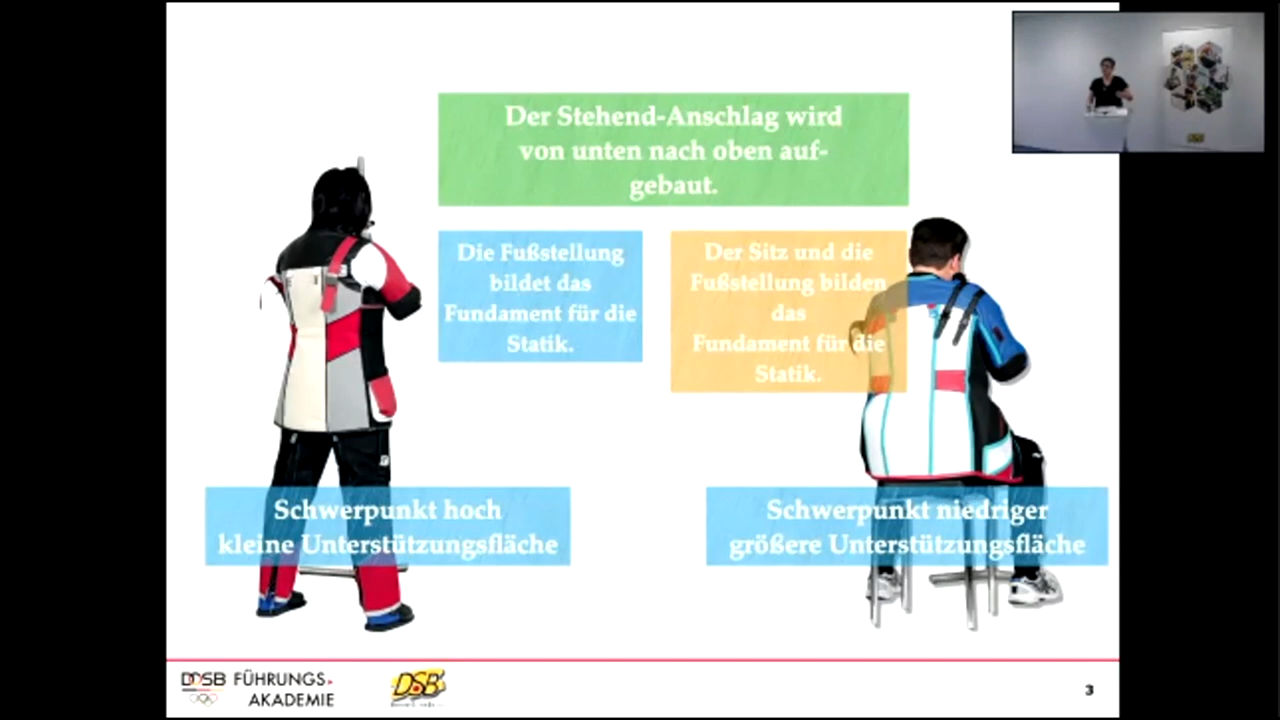 Der Stehend-Anschlag wird
von unten nach oben auf-
gebaut.
Die Fußstellung
bildet das
Fundament für die
Statik.
Der Sitz und die
Fußstellung bilden
das
Fundament für die
Statik.
Schwerpunkt hoch
kleine Unterstützungsfläche
Schwerpunkt niedriger
größere Unterstützungsfläche
DOSB FÜHRUNGS
AKADEMIE
DSB
3